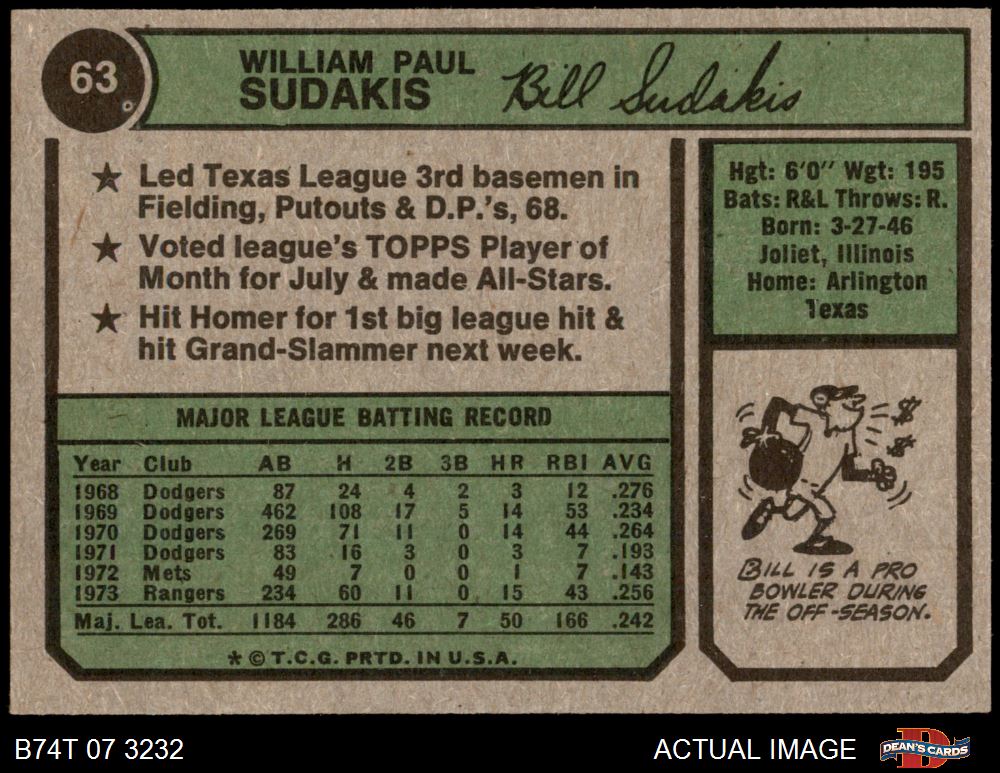 63
WILLIAM PAUL
SUDAKIS
Bill Sudakis
★ Led Texas League 3rd basemen in
Fielding, Putouts & D.P.'s, 68.
★ Voted league's TOPPS Player of
Month for July & made All-Stars.
★ Hit Homer for 1st big league hit &
hit Grand-Slammer next week.
Hgt: 6'0" Wgt: 195
Bats: R&L Throws: R.
Born: 3-27-46
Joliet, Illinois
Home: Arlington
Texas
MAJOR LEAGUE BATTING RECORD
Year Club AB H 2B 3B HR RBI AVG
1968 Dodgers 87 24 4 2 3 12 .276
1969 Dodgers 462 108 17 5 14 53 .234
1970 Dodgers 269 71 11 0 14 44 .264
1971 Dodgers 83 16 3 0 3 7 .193
1972 Mets 49 7 0 0 1 7 .143
1973 Rangers 234 60 11 0 15 43 .256
Maj. Lea. Tot. 1184 286 46 7 50 166 .242
* © T.C.G. PRTD. IN U.S.A.
$
$
BILL IS A PRO
BOWLER DURING
THE OFF-SEASON.
B74T 07 3232
ACTUAL IMAGE
D
DEAN'S CARDS